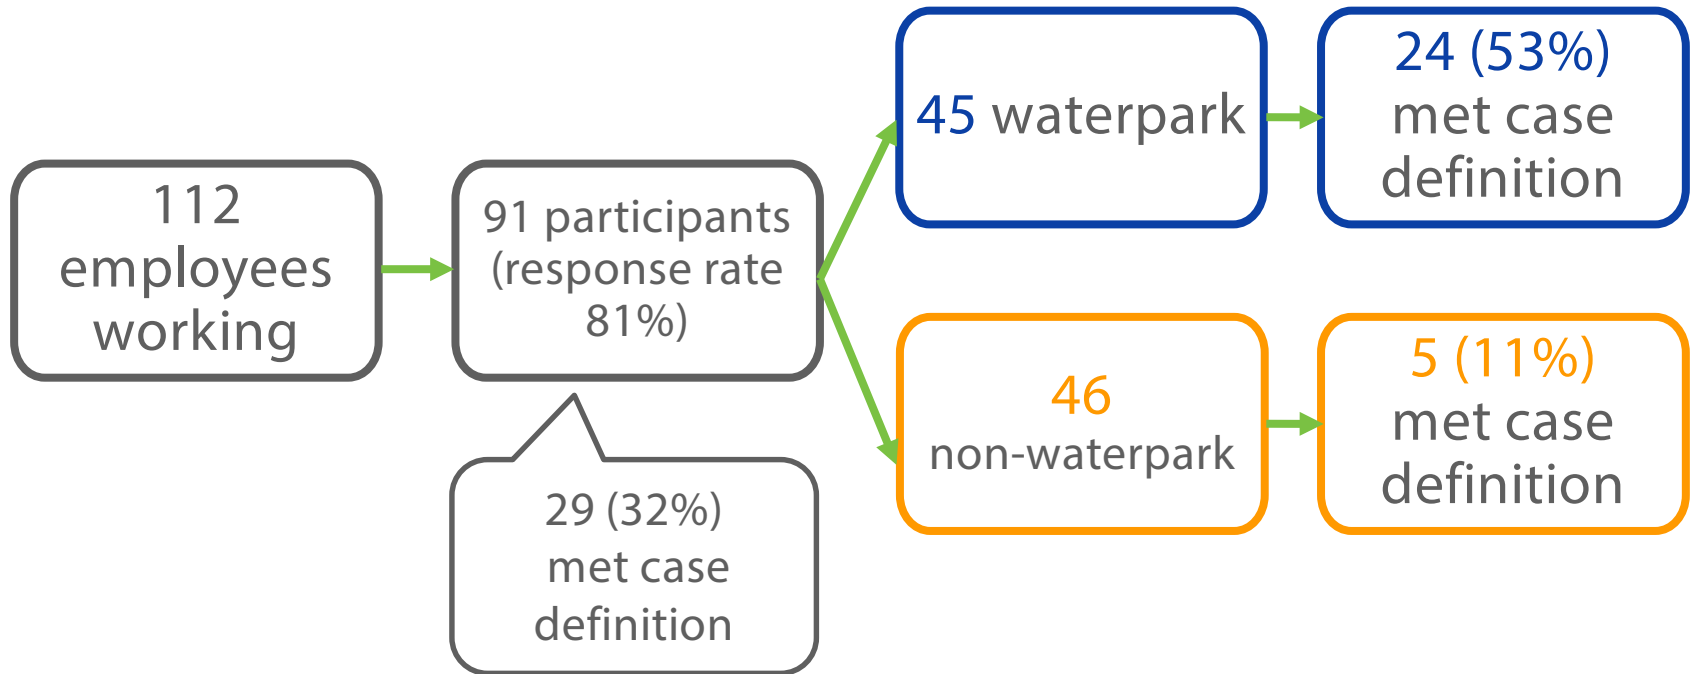 112
employees
working
91 participants
(response rate
81%)
29 (32%)
met case
definition
45 waterpark
24 (53%)
met case
definition
46
non-waterpark
5 (11%)
met case
definition